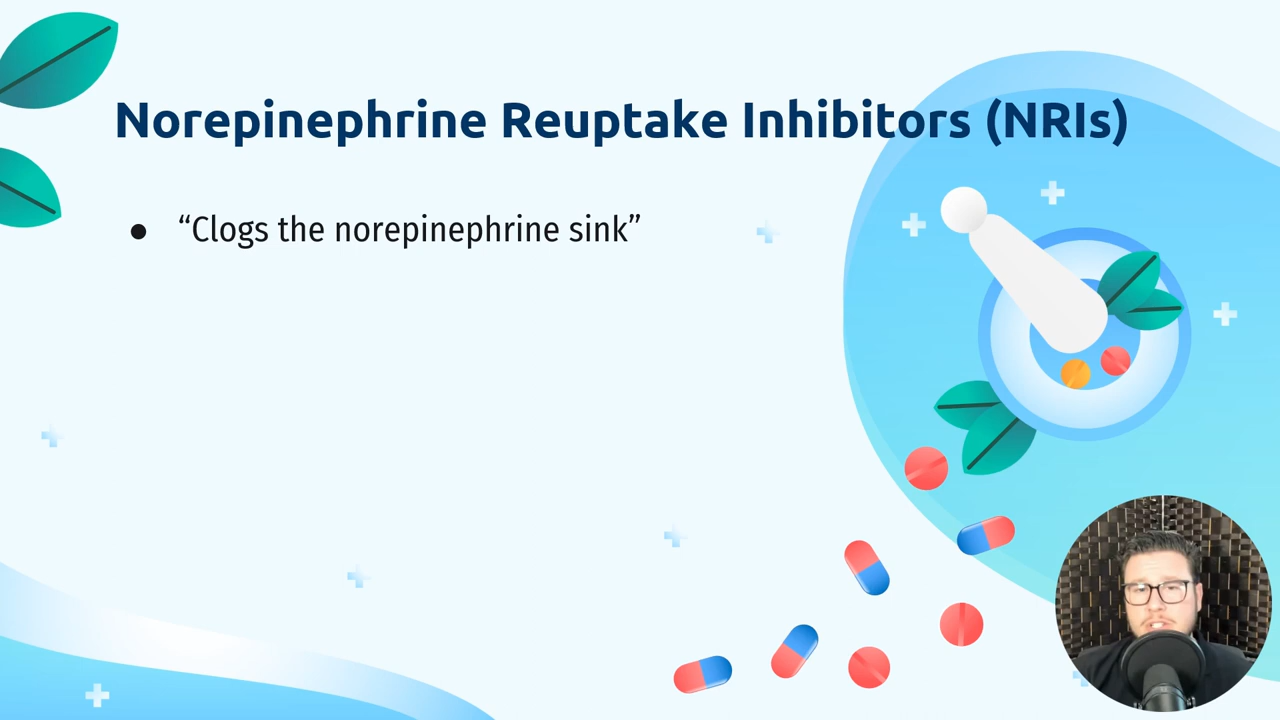 Norepinephrine Reuptake Inhibitors (NRIs)
● “Clogs the norepinephrine sink”